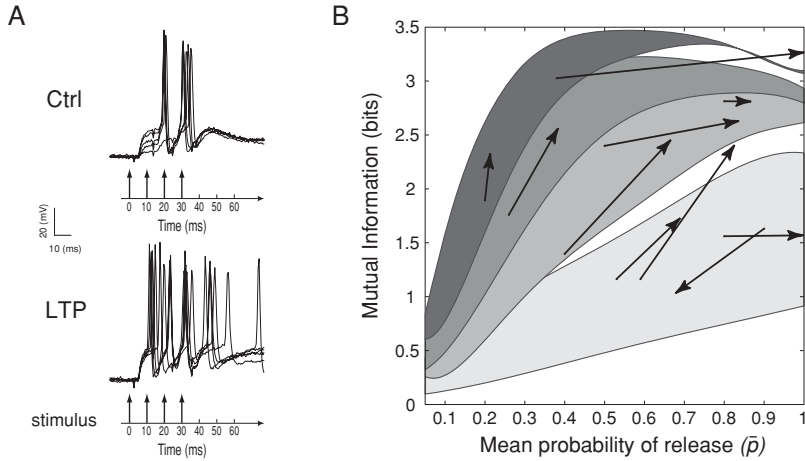 A
Ctrl
0 10 20 30 40 50 60
Time (ms)
20 (mV)
10 (ms)
LTP
stimulus
0 10 20 30 40 50 60
Time (ms)
B
Mutual Information (bits)
3.5
3
2.5
2
1.5
1
0.5
0
0.1 0.2 0.3 0.4 0.5 0.6 0.7 0.8 0.9 1
Mean probability of release (p̄)